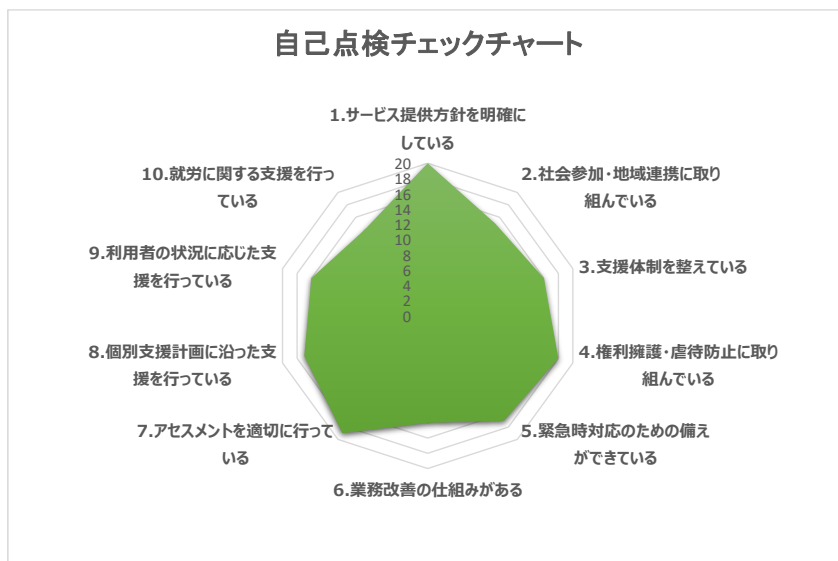 自己点検チェックチャート
1.サービス提供方針を明確に
している
2.社会参加・地域連携に取り
組んでいる
3.支援体制を整えている
4.権利擁護・虐待防止に取り
組んでいる
5.緊急時対応のための備え
ができている
6.業務改善の仕組みがある
7.アセスメントを適切に行って
いる
8.個別支援計画に沿った支
援を行っている
9.利用者の状況に応じた支
援を行っている
10.就労に関する支援を行っ
ている
20
18
16
14
12
10
8
6
4
2
0